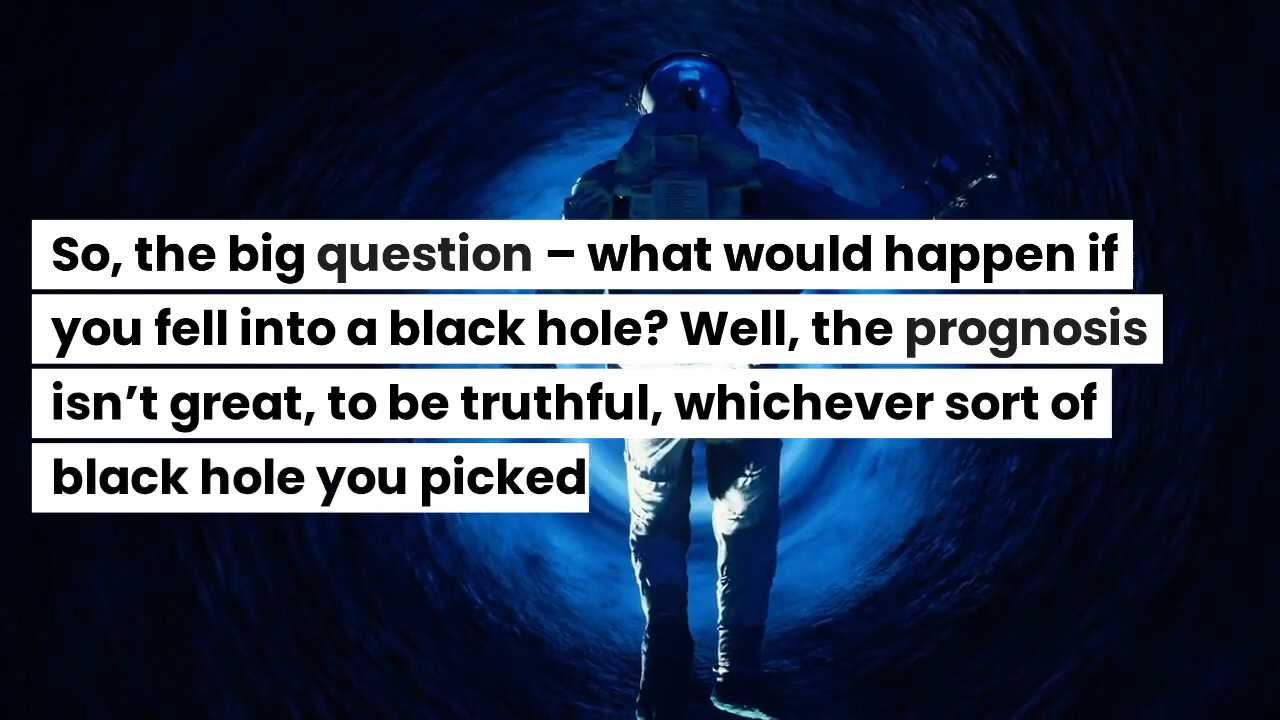 So, the big question – what would happen if
you fell into a black hole? Well, the prognosis
isn’t great, to be truthful, whichever sort of
black hole you picked